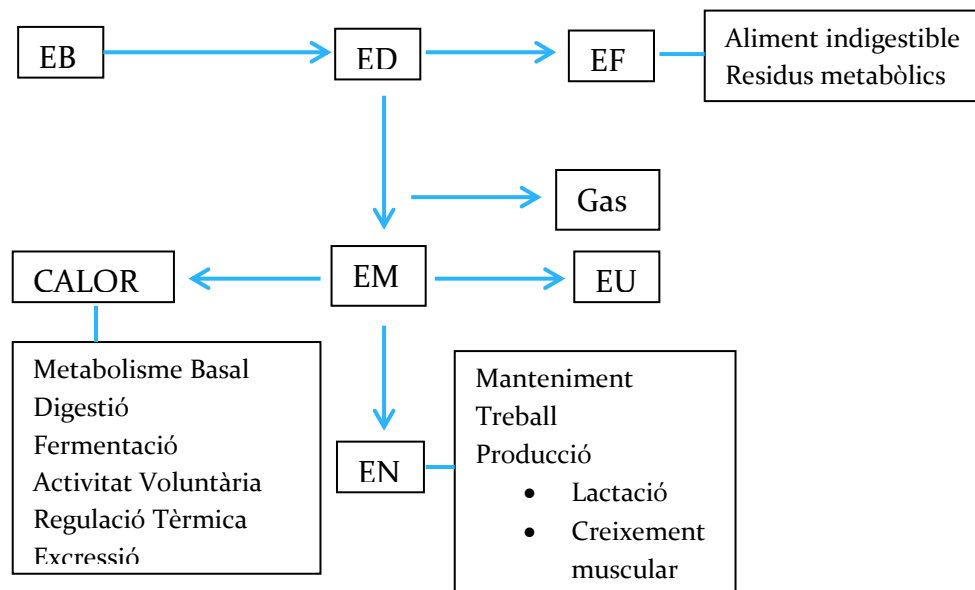 EB
ED
EF
Aliment indigestible
Residus metabòlics
Gas
CALOR
EM
EU
Metabolisme Basal
Digestió
Fermentació
Activitat Voluntària
Regulació Tèrmica
Excressió
EN
Manteniment
Treball
Producció
• Lactació
• Creixement
muscular